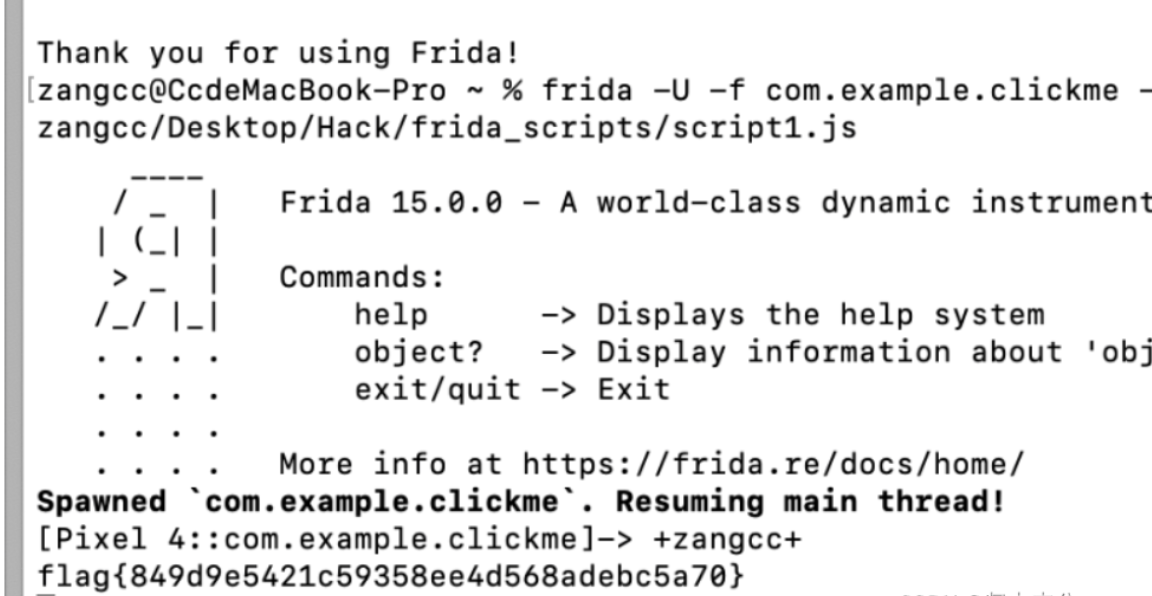 Thank you for using Frida!
[zangcc@CcdeMacBook-Pro ~ % frida -U -f com.example.clickme -
zangcc/Desktop/Hack/frida_scripts/script1.js
     ----
    / _  |   Frida 15.0.0 - A world-class dynamic instrument
   | (_| |
    > _  |   Commands:
   /_/ |_|       help      -> Displays the help system
   . . . .       object?   -> Display information about 'obj
   . . . .       exit/quit -> Exit
   . . . .
   . . . .   More info at https://frida.re/docs/home/
Spawned `com.example.clickme`. Resuming main thread!
[Pixel 4::com.example.clickme]-> +zangcc+
flag{849d9e5421c59358ee4d568adebc5a70}